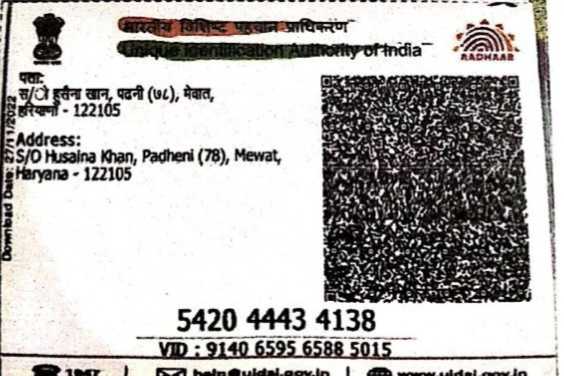 भारतीय विशिष्ट पहचान प्राधिकरण
Unique Identification Authority of India
AADHAAR
पता:
हुसैना खान, पढनी (७८), मेवात,
हरियाणा - 122105
Address:
S/O Husaina Khan, Padheni (78), Mewat,
Haryana - 122105
Download Date: 27/11/2022
5420 4443 4138
VID : 9140 6595 6588 5015
1947 | help@uidai.gov.in | www.uidai.gov.in